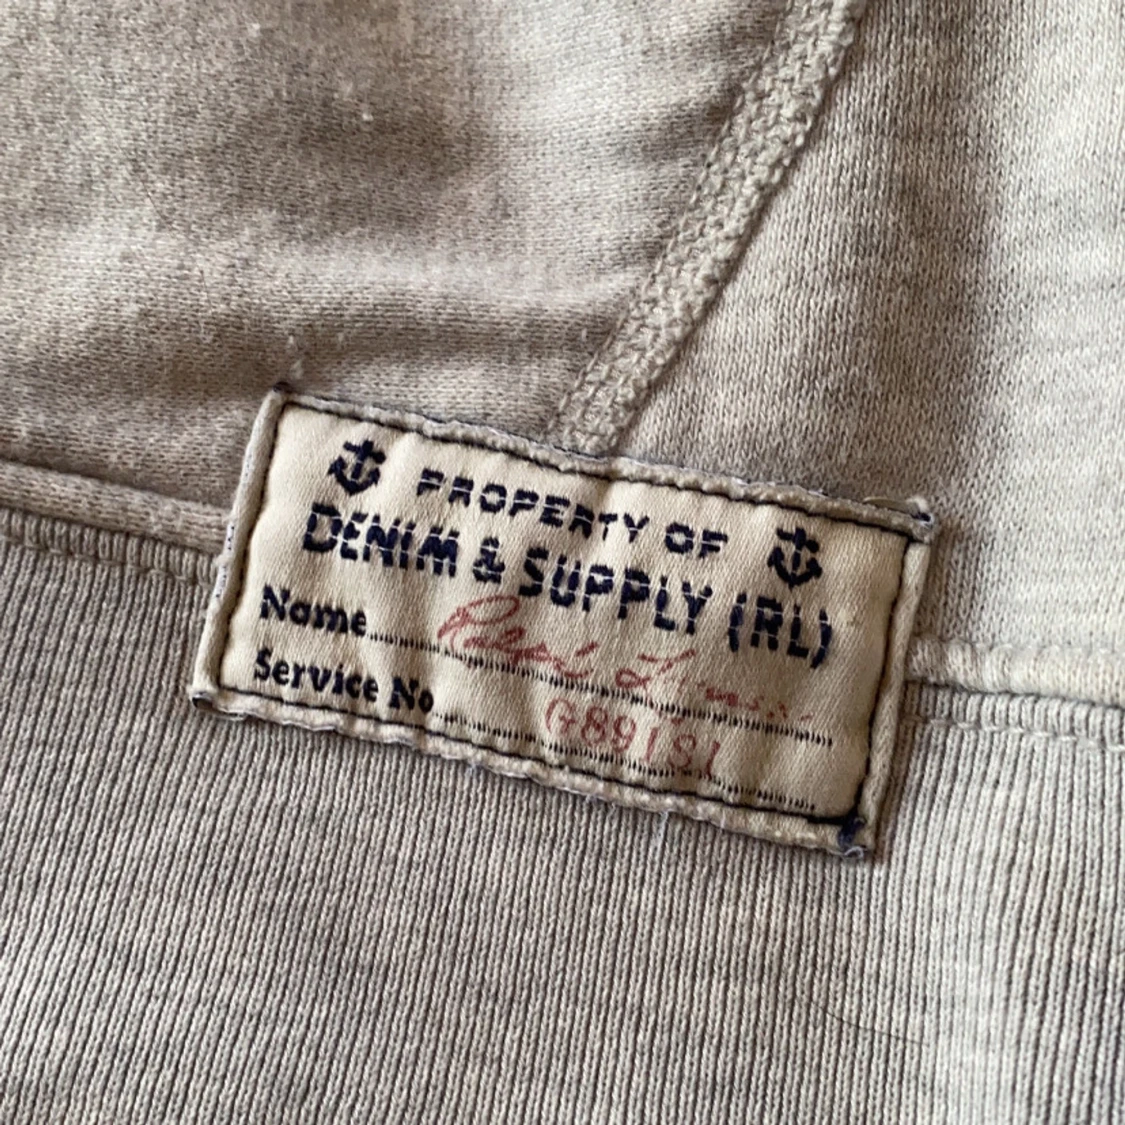 PROPERTY OF
DENIM & SUPPLY (RL)
Name
Service No G89181